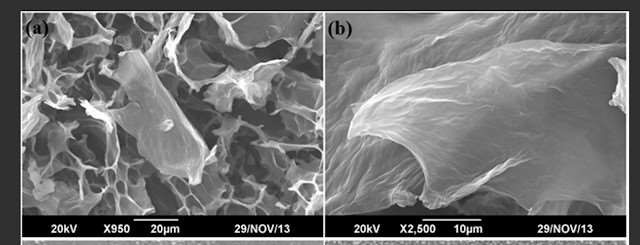 (a)
(b)
20kV X950 20µm 29/NOV/13
20kV X2,500 10µm 29/NOV/13